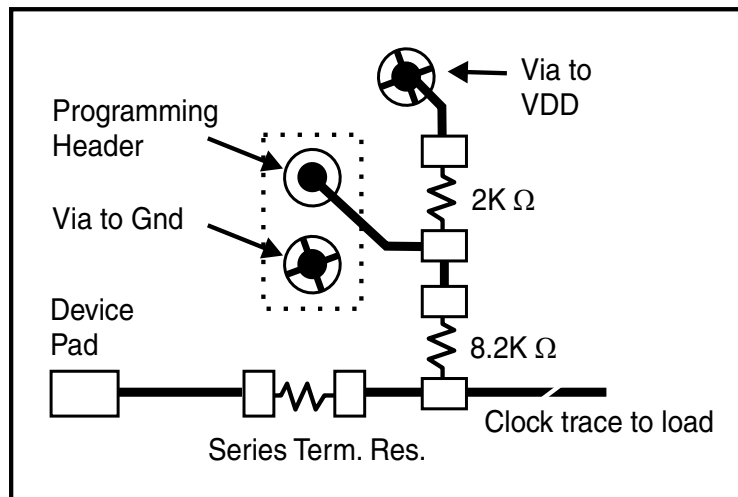 Via to
VDD
Programming
Header
2K Ω
Via to Gnd
Device
Pad
8.2K Ω
Clock trace to load
Series Term. Res.